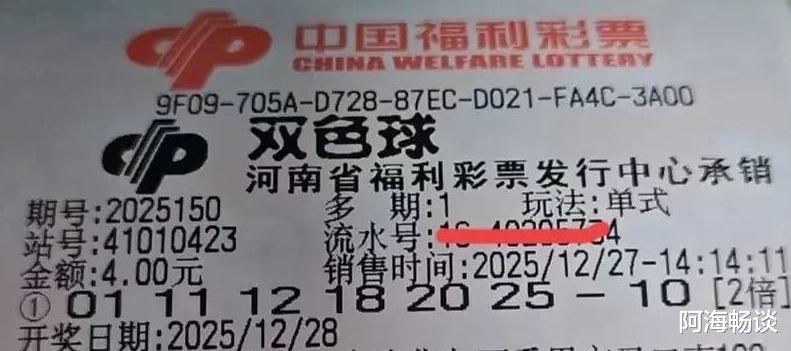 中国福利彩票
CHINA WELFARE LOTTERY
9F09-705A-D728-87EC-D021-FA4C-3A00
双色球
河南省福利彩票发行中心承销
期号:2025150 多 期:1 玩法:单式
站号:41010423 流水号:
金额:4.00元 销售时间:2025/12/27-14:14:11
① 01 11 12 18 20 25 - 10 [2倍]
开奖日期:2025/12/28
阿海畅谈